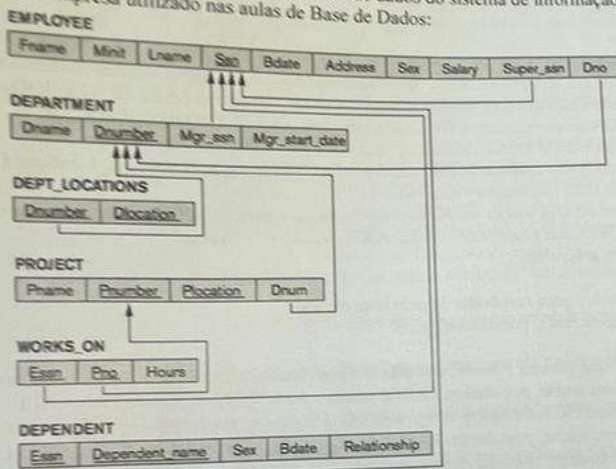 utilizado nas aulas de Base de Dados:
EMPLOYEE
Fname Minit Lname Ssn Bdate Address Sex Salary Super_ssn Dno
DEPARTMENT
Dname Dnumber Mgr_ssn Mgr_start_date
DEPT_LOCATIONS
Dnumber Dlocation
PROJECT
Pname Pnumber Plocation Dnum
WORKS_ON
Essn Pno Hours
DEPENDENT
Essn Dependent_name Sex Bdate Relationship